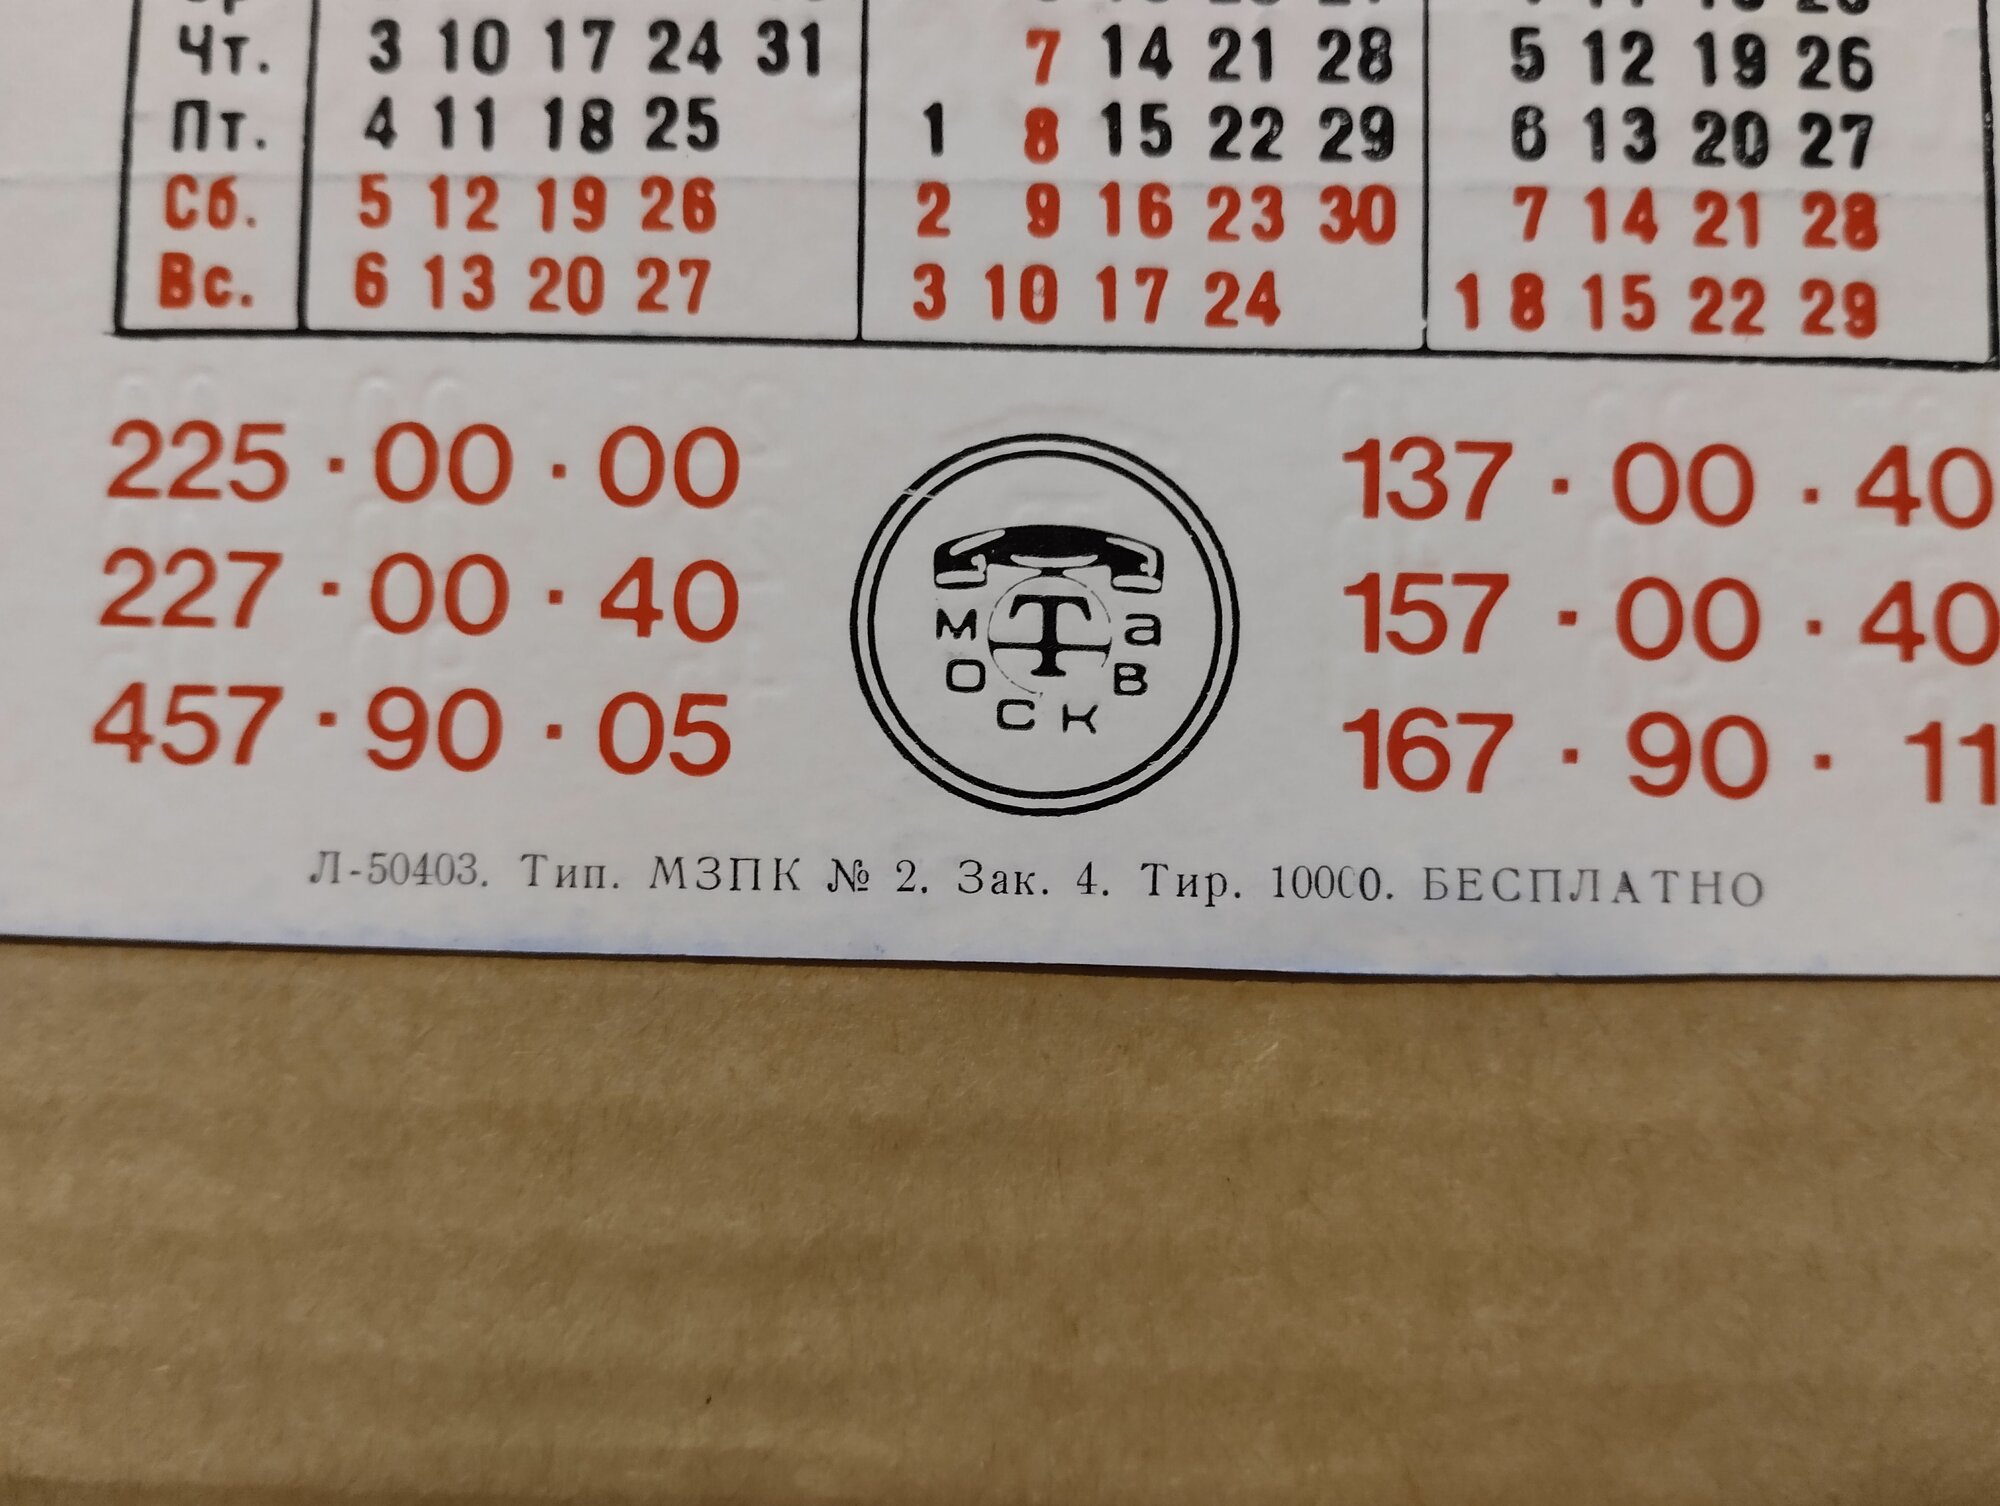 Чт. 3 10 17 24 31 7 14 21 28 5 12 19 26
Пт. 4 11 18 25 1 8 15 22 29 6 13 20 27
Сб. 5 12 19 26 2 9 16 23 30 7 14 21 28
Вс. 6 13 20 27 3 10 17 24 1 8 15 22 29
225·00·00
227·00·40
457·90·05
Москва
Т
137·00·40
157·00·40
167·90·11
Л-50403. Тип. МЗПК № 2. Зак. 4. Тир. 10000. БЕСПЛАТНО